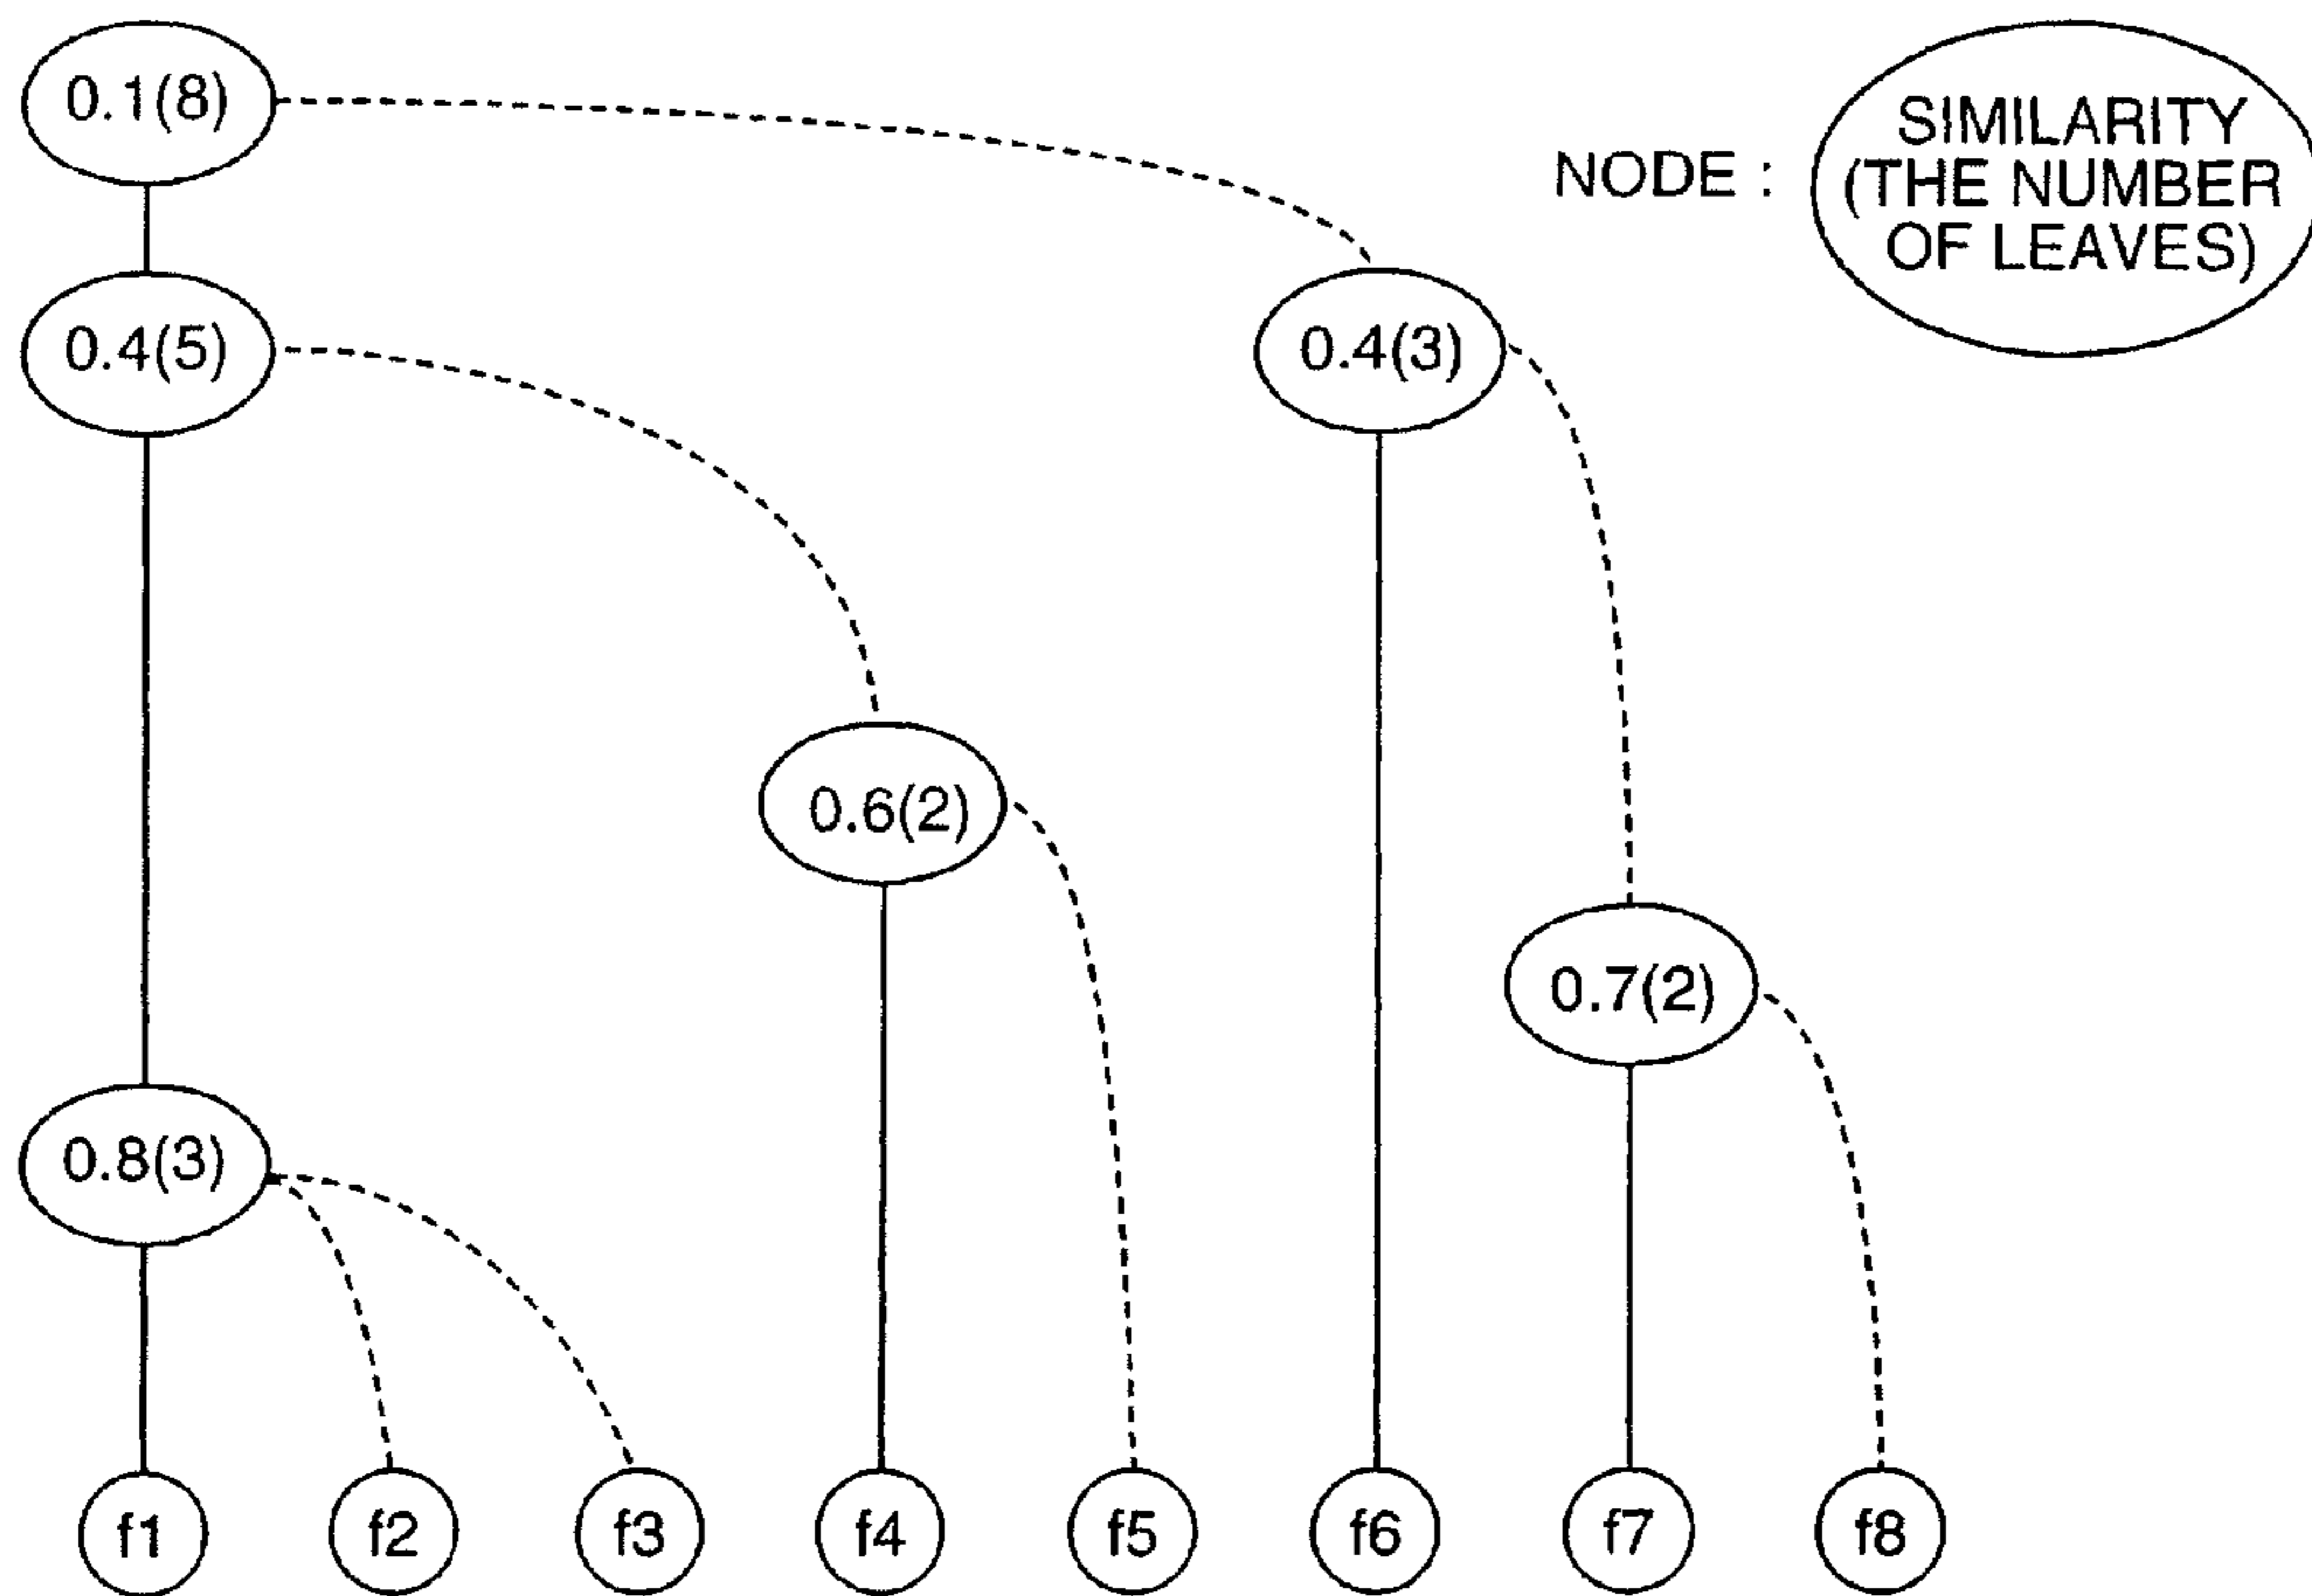 0.1(8)
NODE :
SIMILARITY
(THE NUMBER
OF LEAVES)
0.4(5)
0.4(3)
0.6(2)
0.7(2)
0.8(3)
f1
f2
f3
f4
f5
f6
f7
f8